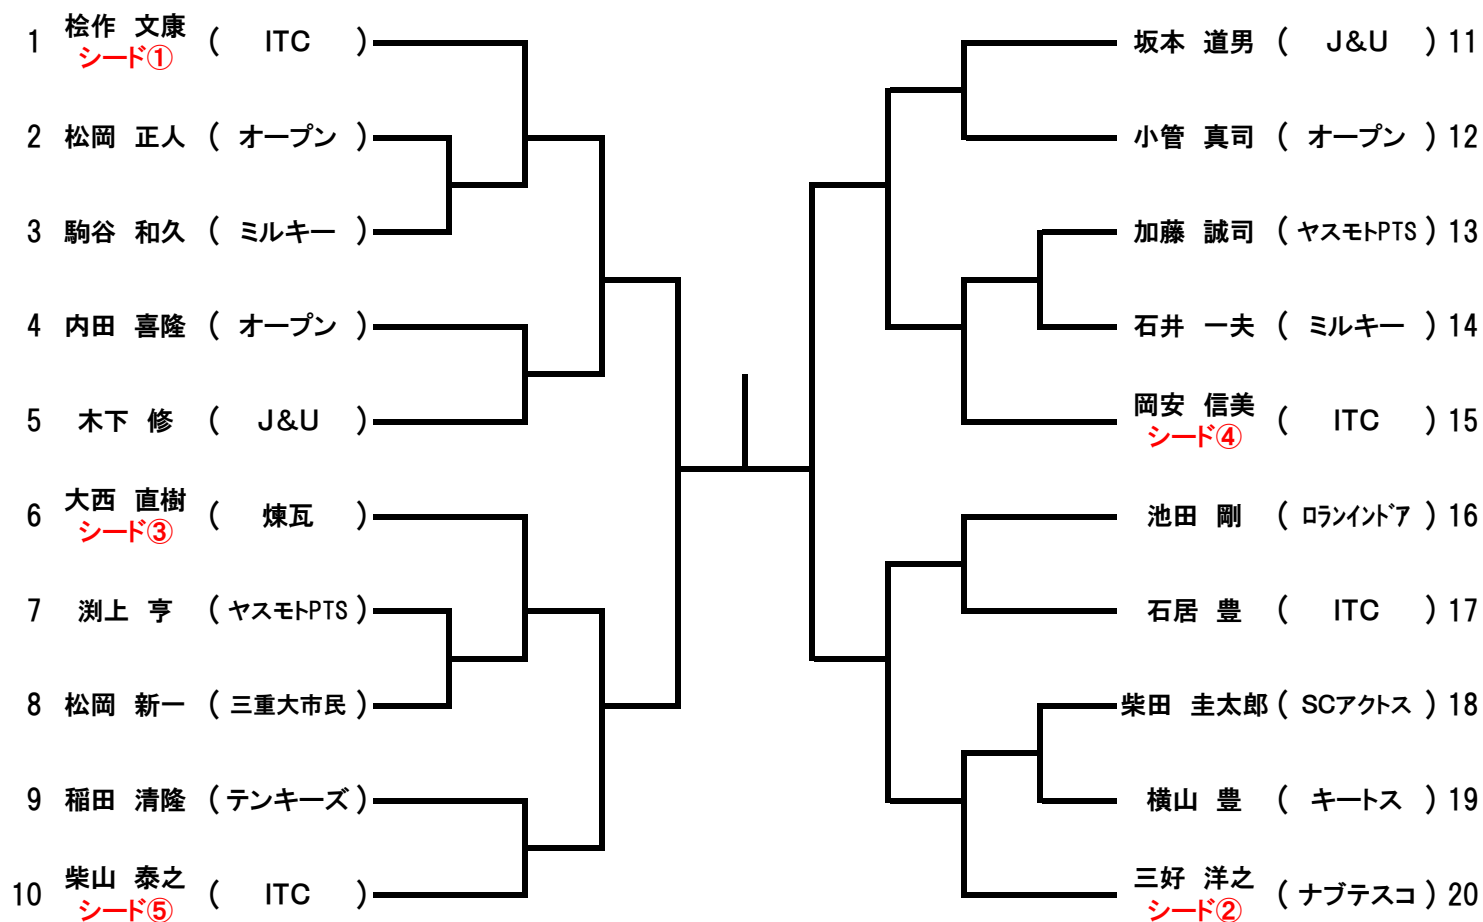 1 桧作 文康 ( ITC )
シード①
2 松岡 正人 ( オープン )
3 駒谷 和久 ( ミルキー )
4 内田 喜隆 ( オープン )
5 木下 修 ( J&U )
6 大西 直樹 ( 煉瓦 )
シード③
7 渕上 亨 ( ヤスモトPTS )
8 松岡 新一 ( 三重大市民 )
9 稲田 清隆 ( テンキーズ )
10 柴山 泰之 ( ITC )
シード⑤
坂本 道男 ( J&U ) 11
小管 真司 ( オープン ) 12
加藤 誠司 ( ヤスモトPTS ) 13
石井 一夫 ( ミルキー ) 14
岡安 信美 ( ITC ) 15
シード④
池田 剛 ( ロランインドア ) 16
石居 豊 ( ITC ) 17
柴田 圭太郎 ( SCアクトス ) 18
横山 豊 ( キートス ) 19
三好 洋之 ( ナブテスコ ) 20
シード②